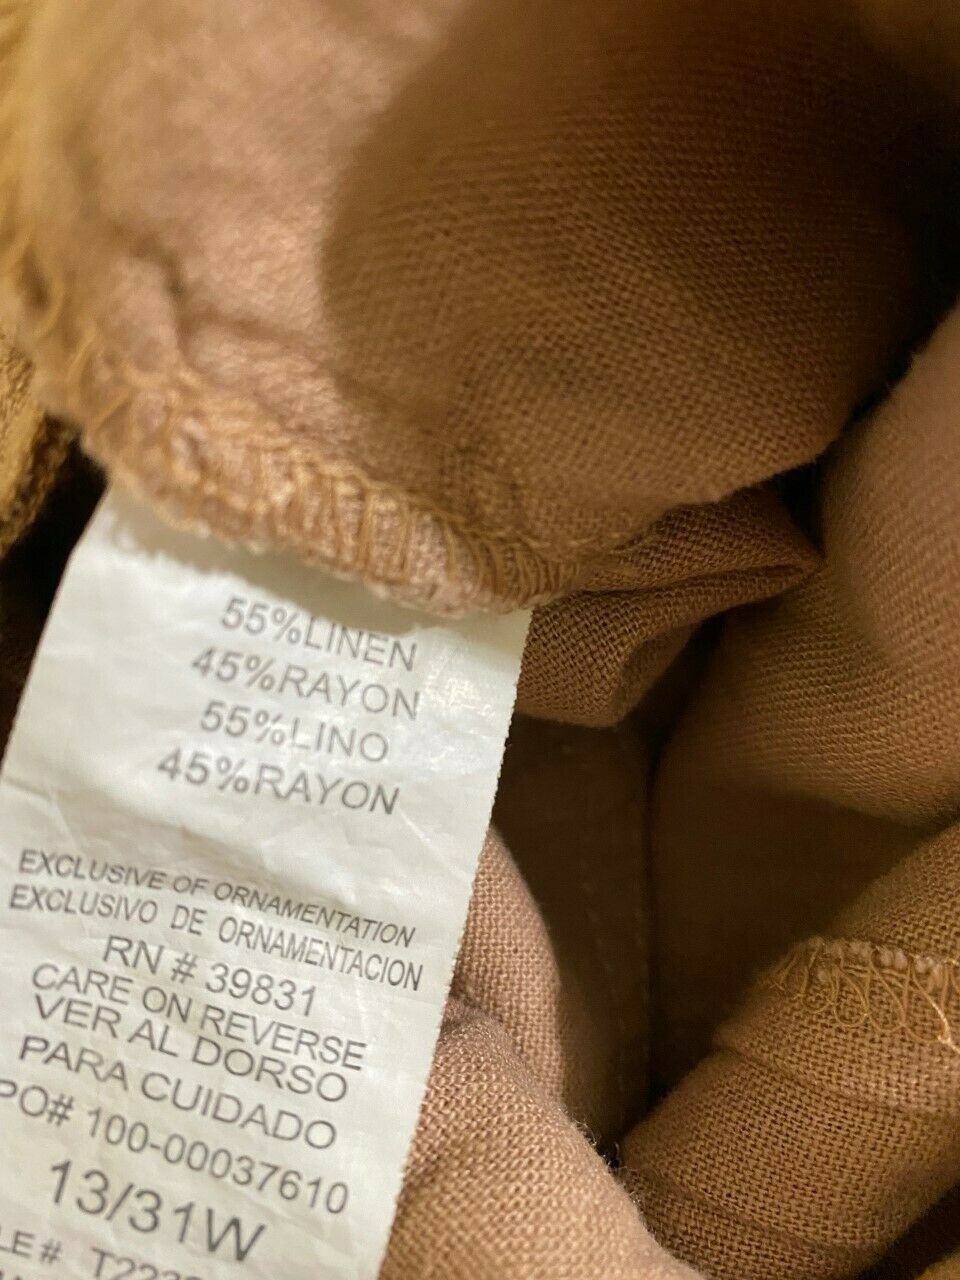 55%LINEN
45%RAYON
55%LINO
45%RAYON
EXCLUSIVE OF ORNAMENTATION
EXCLUSIVO DE ORNAMENTACION
RN # 39831
CARE ON REVERSE
VER AL DORSO
PARA CUIDADO
PO# 100-00037610
13/31W